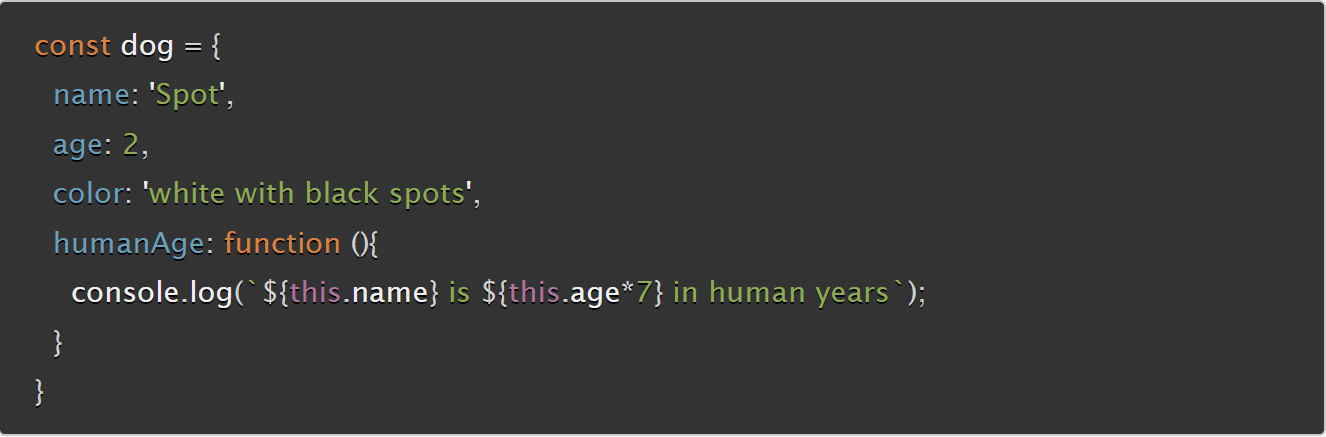 const dog = {
name: 'Spot',
age: 2,
color: 'white with black spots',
humanAge: function (){
console.log(`${this.name} is ${this.age*7} in human years`);
}
}